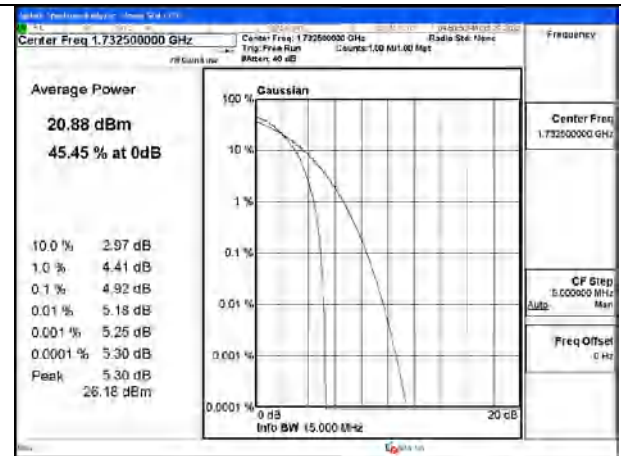 Center Freq 1.732500000 GHz
Center Freq: 1.732500000 GHz
Radio Std: None
Trig: Free Run
Counts:1.00 M/1.00 Mpt
#Atten: 40 dB
Frequency
Average Power
20.88 dBm
45.45 % at 0dB
10.0 % 2.97 dB
1.0 % 4.41 dB
0.1 % 4.92 dB
0.01 % 5.18 dB
0.001 % 5.25 dB
0.0001 % 5.30 dB
Peak 5.30 dB
26.18 dBm
Gaussian
100 %
10 %
1 %
0.1 %
0.01 %
0.001 %
0.0001 %
0 dB
20 dB
Info BW 15.000 MHz
Center Freq
1.732500000 GHz
CF Step
5.000000 MHz
Auto Man
Freq Offset
0 Hz